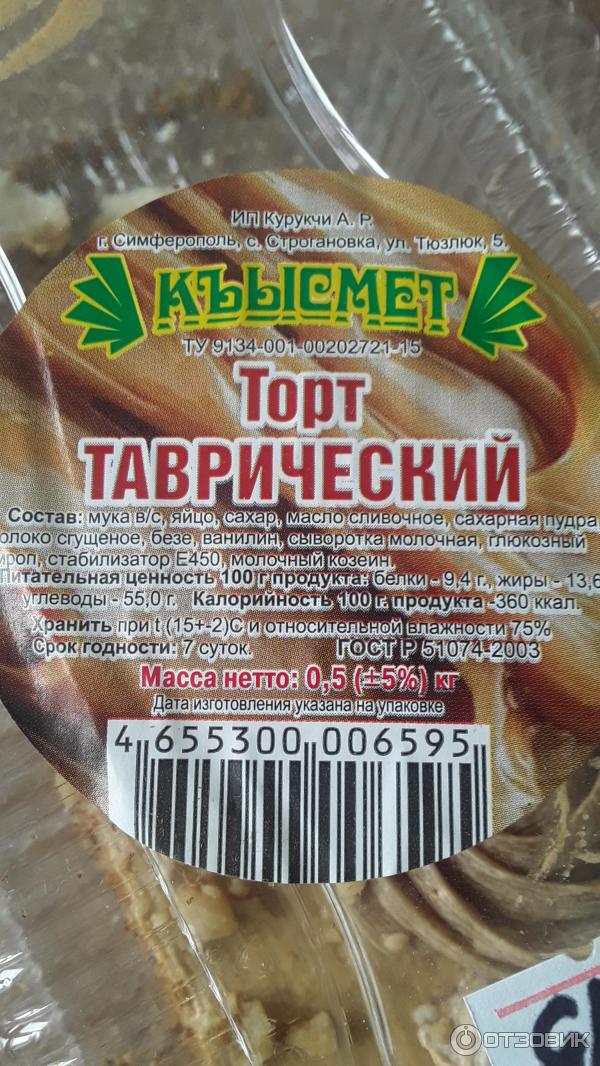 ИП Курукчи А. Р.
г. Симферополь, с. Строгановка, ул. Тюзлюк, 5.
КЪЫСМЕТ
ТУ 9134-001-00202721-15
Торт
ТАВРИЧЕСКИЙ
Состав: мука в/с, яйцо, сахар, масло сливочное, сахарная пудра
олоко сгущеное, безе, ванилин, сыворотка молочная, глюкозный
ироп, стабилизатор Е450, молочный козеин.
Питательная ценность 100 г продукта: белки - 9,4 г., жиры - 13,6
углеводы - 55,0 г. Калорийность 100 г. продукта -360 ккал.
Хранить при t (15+-2)С и относительной влажности 75%
Срок годности: 7 суток. ГОСТ Р 51074-2003
Масса нетто: 0,5 (±5%) кг
Дата изготовления указана на упаковке
4 655300 006595
ОТЗОВИК